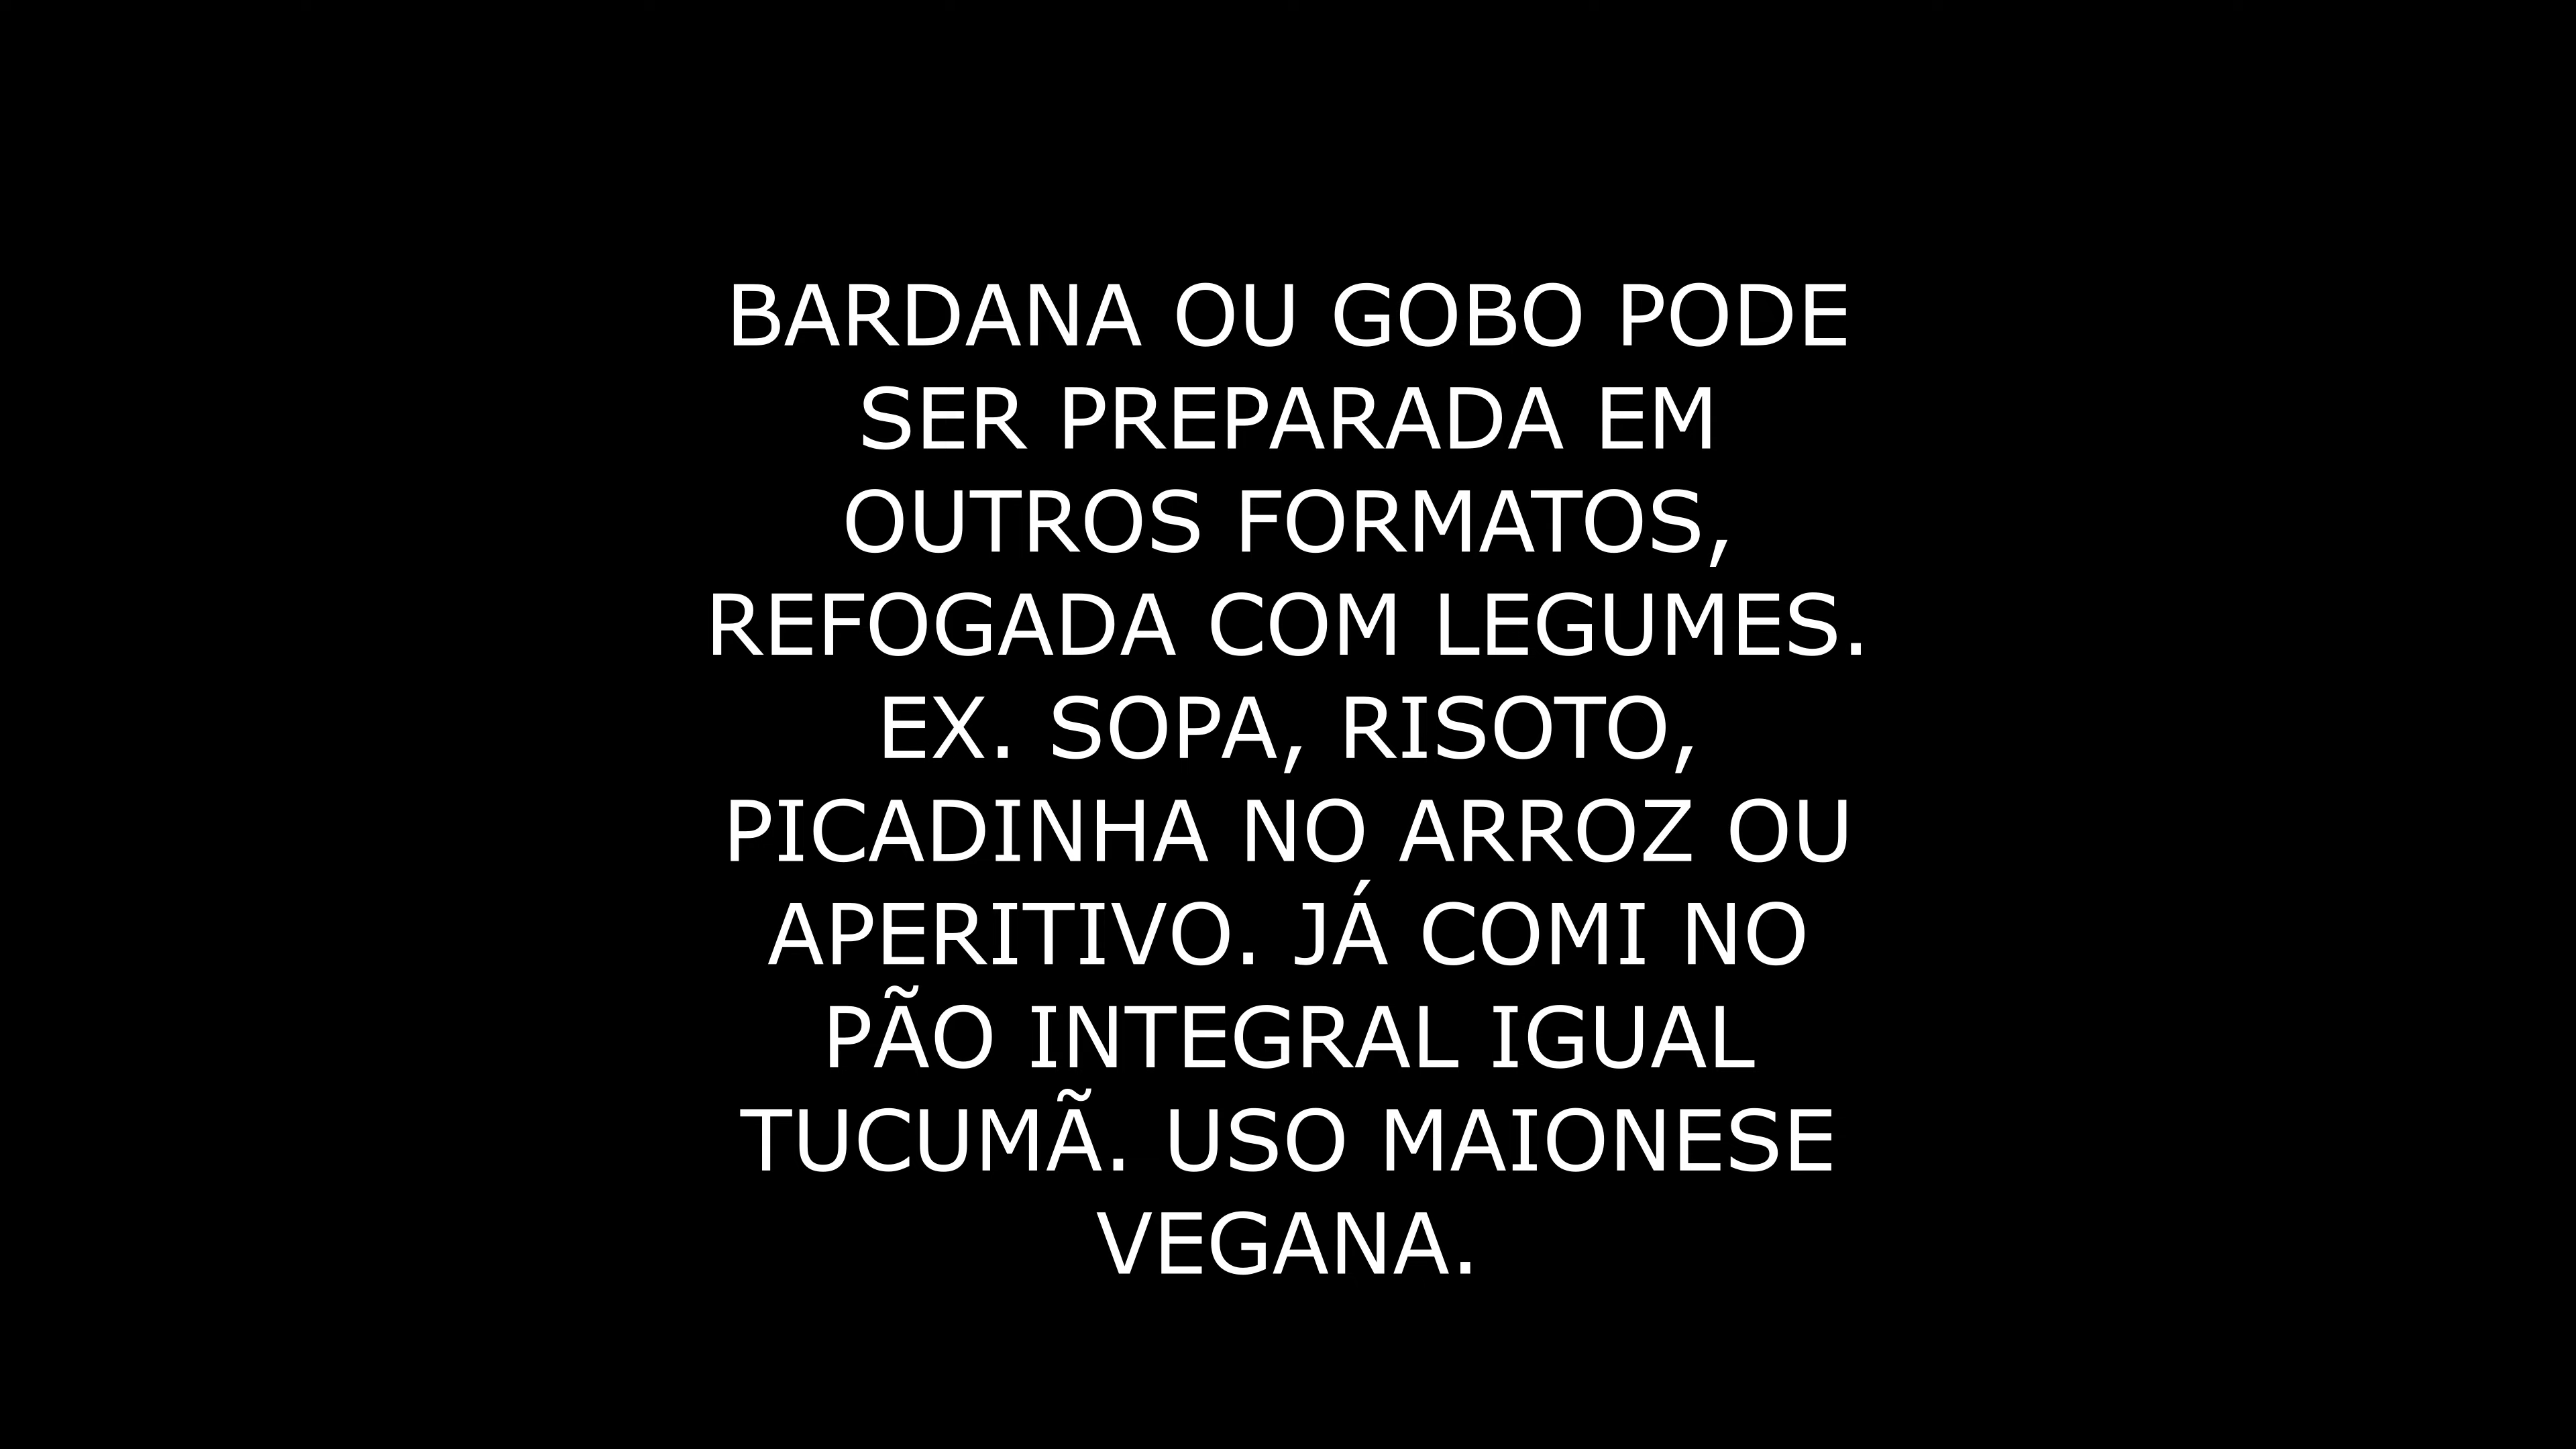 BARDANA OU GOBO PODE
SER PREPARADA EM
OUTROS FORMATOS,
REFOGADA COM LEGUMES.
EX. SOPA, RISOTO,
PICADINHA NO ARROZ OU
APERITIVO. JÁ COMI NO
PÃO INTEGRAL IGUAL
TUCUMÃ. USO MAIONESE
VEGANA.